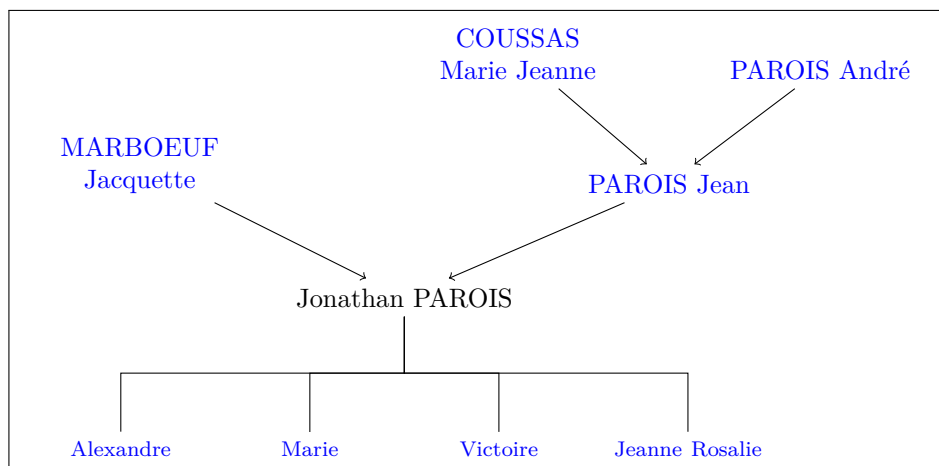 COUSSAS
Marie Jeanne
PAROIS André
MARBOEUF
Jacquette
PAROIS Jean
Jonathan PAROIS
Alexandre
Marie
Victoire
Jeanne Rosalie